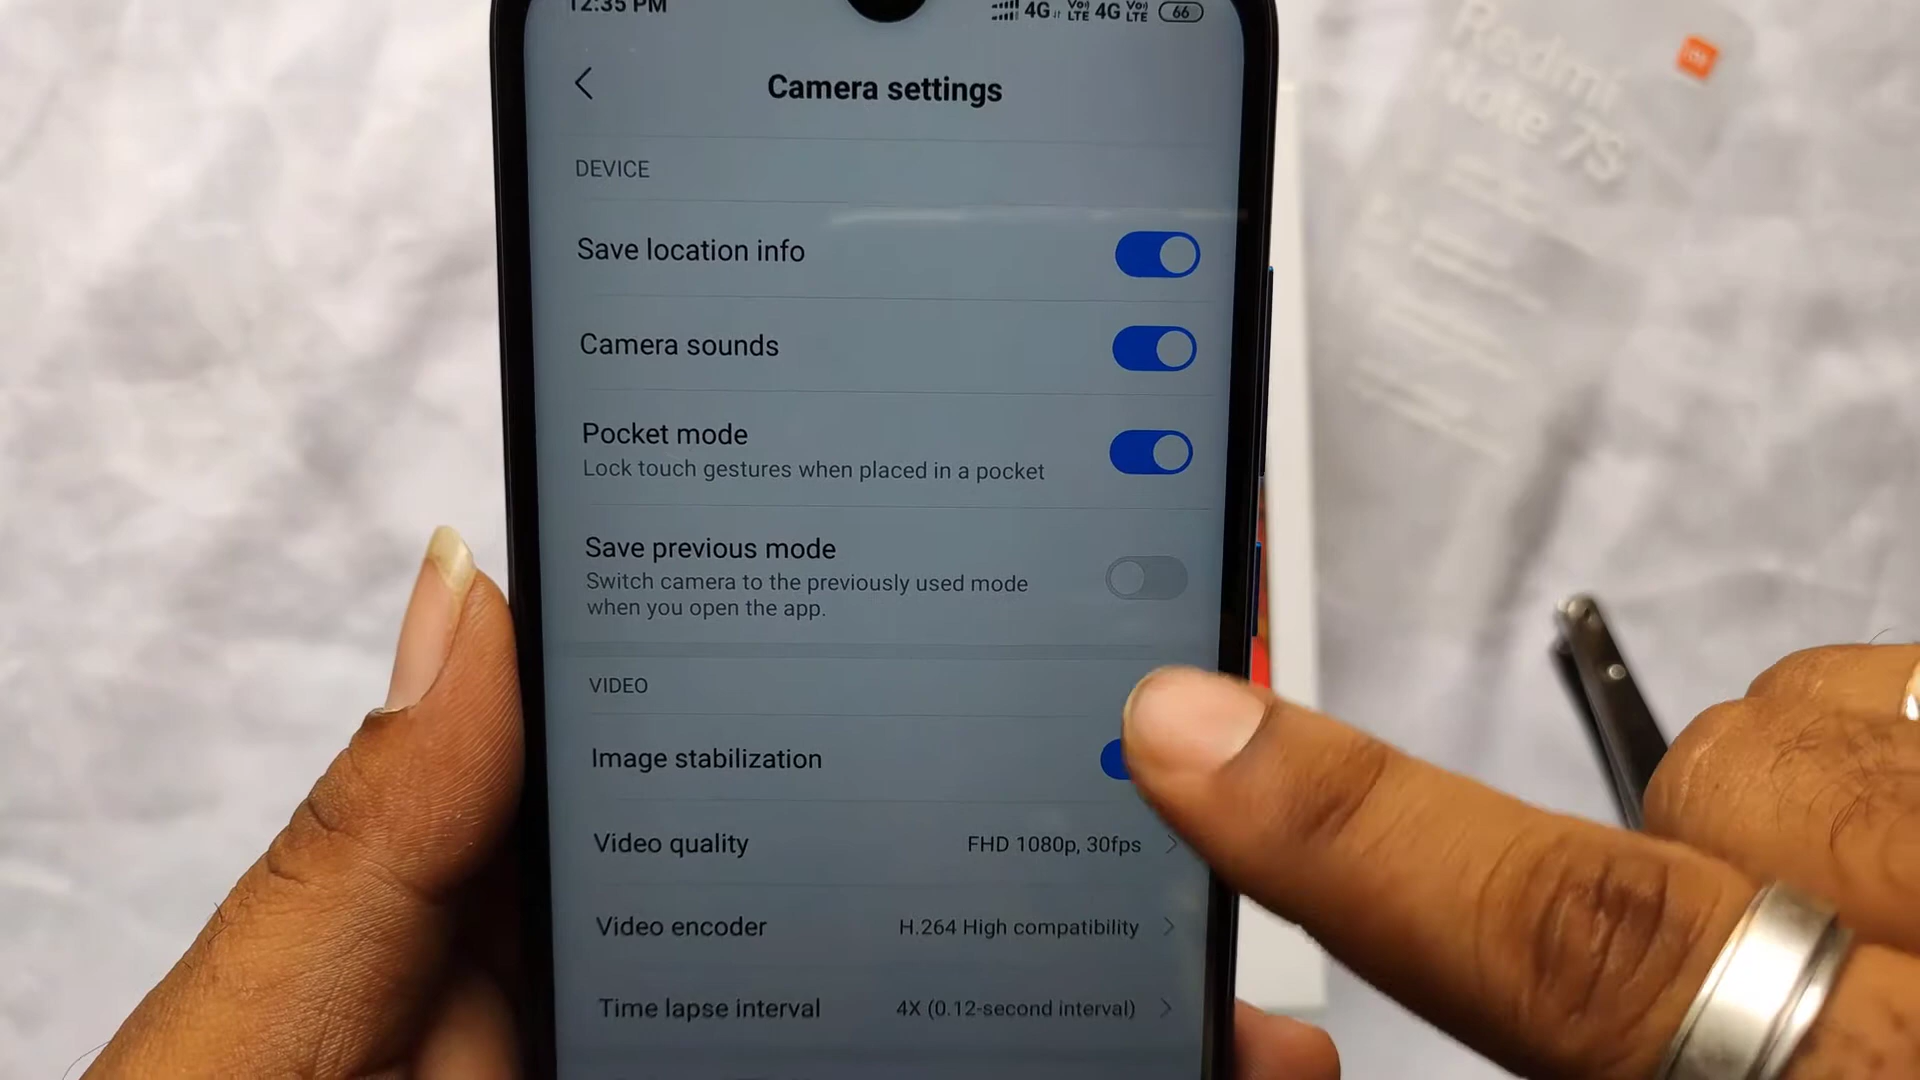 12:35 PM 4G VoLTE 4G VoLTE 66
Camera settings
DEVICE
Save location info
Camera sounds
Pocket mode
Lock touch gestures when placed in a pocket
Save previous mode
Switch camera to the previously used mode
when you open the app.
VIDEO
Image stabilization
Video quality FHD 1080p, 30fps
Video encoder H.264 High compatibility
Time lapse interval 4X (0.12-second interval)
Redmi
Note 7S
mi